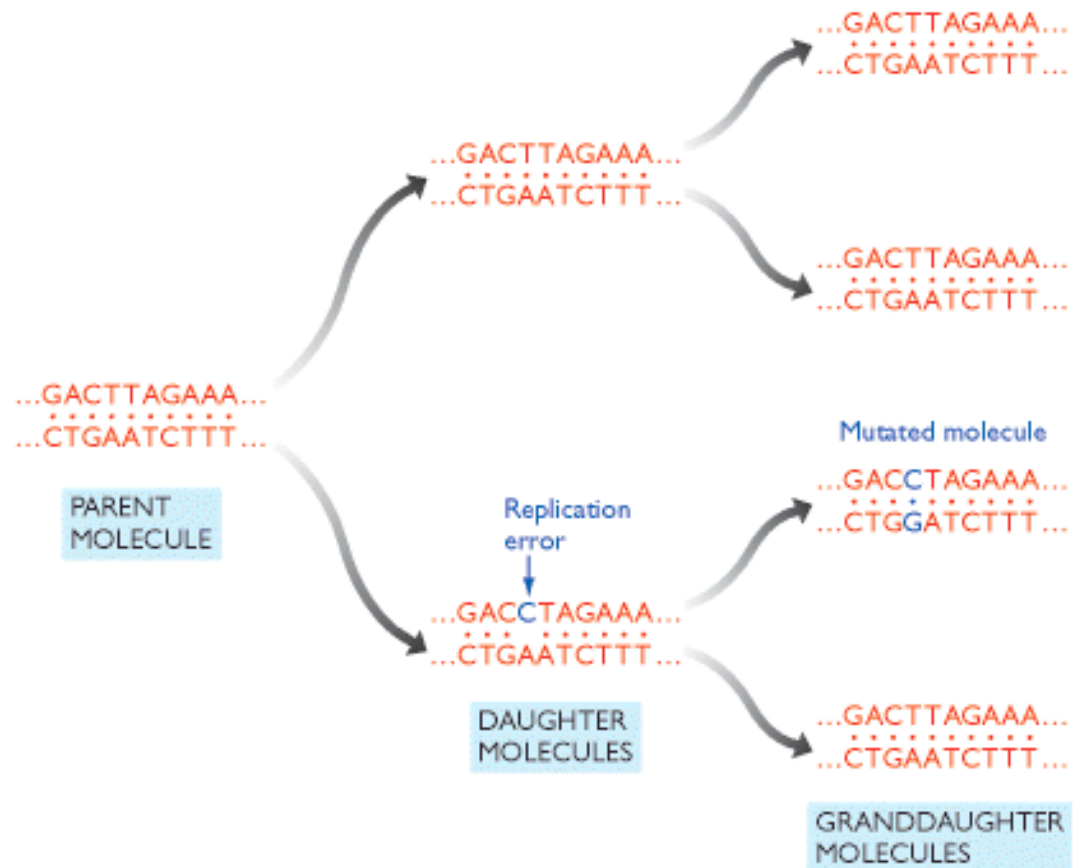 ...GACTTAGAAA...
...CTGAATCTTT...
...GACTTAGAAA...
...CTGAATCTTT...
...GACTTAGAAA...
...CTGAATCTTT...
...GACTTAGAAA...
...CTGAATCTTT...
PARENT
MOLECULE
Replication
error
...GACCTAGAAA...
...CTGAATCTTT...
DAUGHTER
MOLECULES
Mutated molecule
...GACCTAGAAA...
...CTGGATCTTT...
...GACTTAGAAA...
...CTGAATCTTT...
GRANDDAUGHTER
MOLECULES